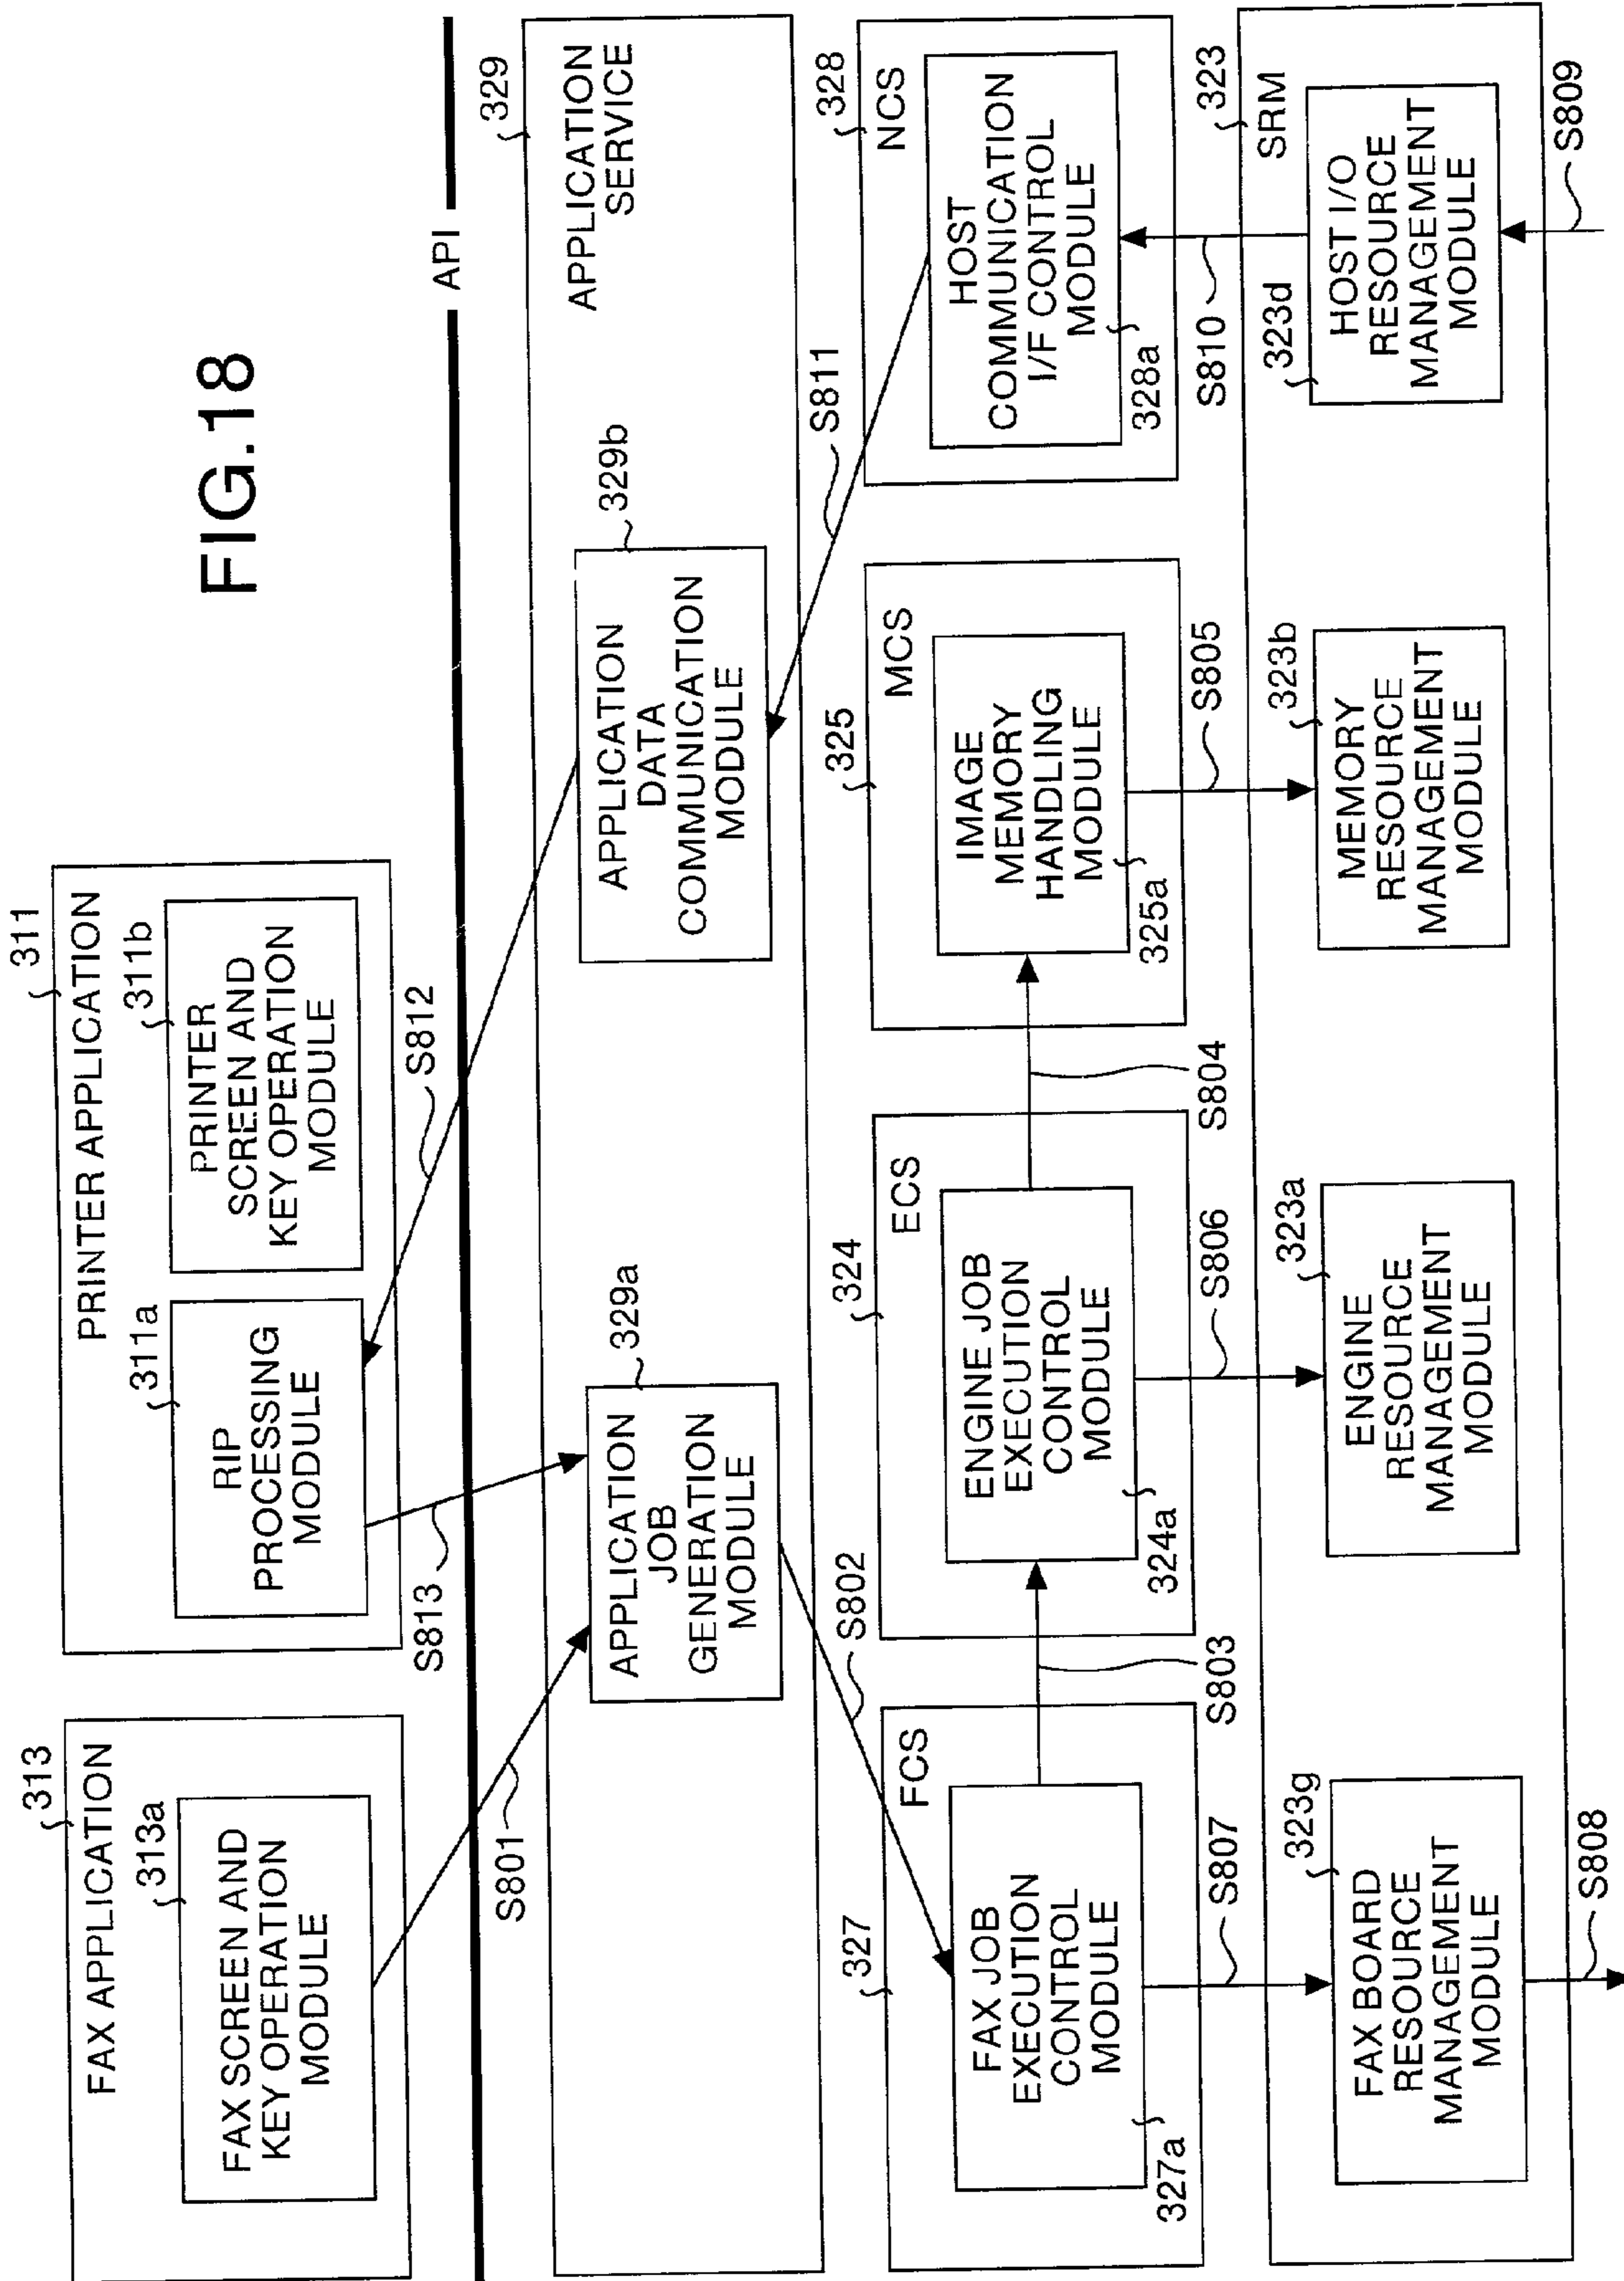 FIG.18
313
FAX APPLICATION
313a
FAX SCREEN AND
KEY OPERATION
MODULE
311
PRINTER APPLICATION
311a
RIP
PROCESSING
MODULE
311b
PRINTER
SCREEN AND
KEY OPERATION
MODULE
S801
S813
S812
API
329
APPLICATION
SERVICE
329a
APPLICATION
JOB
GENERATION
MODULE
329b
APPLICATION
DATA
COMMUNICATION
MODULE
S802
S811
327
FCS
FAX JOB
EXECUTION
CONTROL
MODULE
327a
S803
324
ECS
ENGINE JOB
EXECUTION
CONTROL
MODULE
324a
S804
325
MCS
IMAGE
MEMORY
HANDLING
MODULE
325a
328
NCS
HOST
COMMUNICATION
I/F CONTROL
MODULE
328a
S807
S806
S805
S810
323
SRM
323g
FAX BOARD
RESOURCE
MANAGEMENT
MODULE
323a
ENGINE
RESOURCE
MANAGEMENT
MODULE
323b
MEMORY
RESOURCE
MANAGEMENT
MODULE
323d
HOST I/O
RESOURCE
MANAGEMENT
MODULE
S808
S809